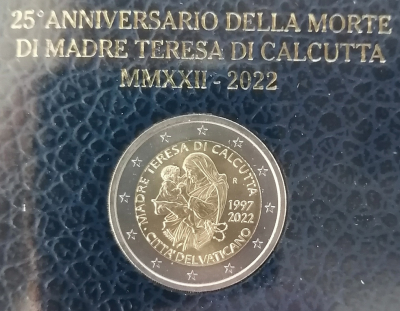 25° ANNIVERSARIO DELLA MORTE
DI MADRE TERESA DI CALCUTTA
MMXXII - 2022
MADRE TERESA DI CALCUTTA
R
1997
2022
CITTÀ DEL VATICANO